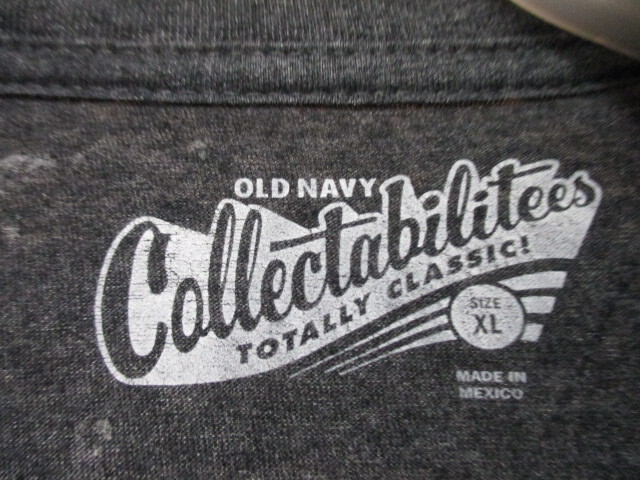 OLD NAVY
Collectabilitees
TOTALLY CLASSIC!
SIZE
XL
MADE IN
MEXICO